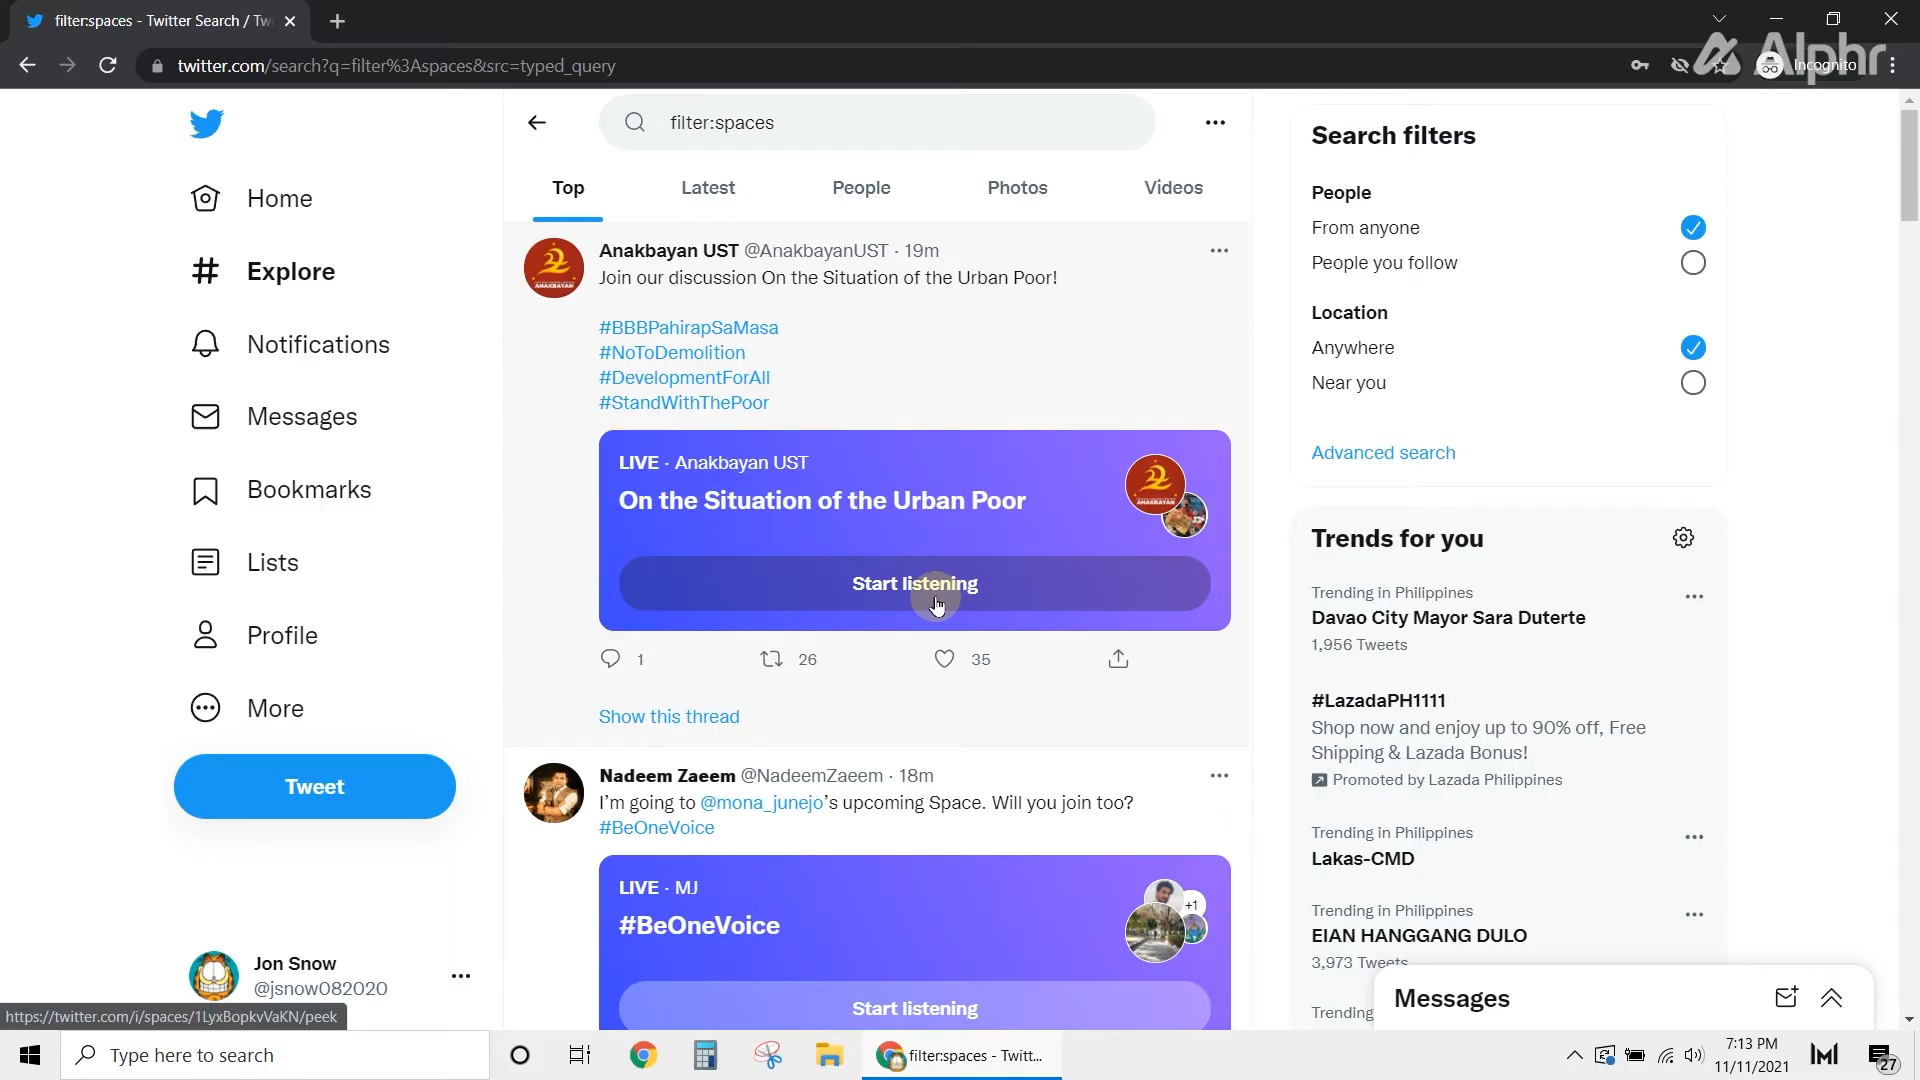 filter:spaces - Twitter Search / Tw
Alphr
twitter.com/search?q=filter%3Aspaces&src=typed_query
Incognito
filter:spaces
Top
Latest
People
Photos
Videos
Home
Explore
Notifications
Messages
Bookmarks
Lists
Profile
More
Tweet
Jon Snow
@jsnow082020
https://twitter.com/i/spaces/1LyxBopkvVaKN/peek
Anakbayan UST @AnakbayanUST · 19m
Join our discussion On the Situation of the Urban Poor!
#BBBPahirapSaMasa
#NoToDemolition
#DevelopmentForAll
#StandWithThePoor
LIVE · Anakbayan UST
On the Situation of the Urban Poor
ANAKBAYAN
Start listening
1
26
35
Show this thread
Nadeem Zaeem @NadeemZaeem · 18m
I'm going to @mona_junejo's upcoming Space. Will you join too?
#BeOneVoice
LIVE · MJ
#BeOneVoice
+1
Start listening
Search filters
People
From anyone
People you follow
Location
Anywhere
Near you
Advanced search
Trends for you
Trending in Philippines
Davao City Mayor Sara Duterte
1,956 Tweets
#LazadaPH1111
Shop now and enjoy up to 90% off, Free
Shipping & Lazada Bonus!
Promoted by Lazada Philippines
Trending in Philippines
Lakas-CMD
Trending in Philippines
EIAN HANGGANG DULO
3,973 Tweets
Trending
Messages
Type here to search
filter:spaces - Twitt...
7:13 PM
11/11/2021
27